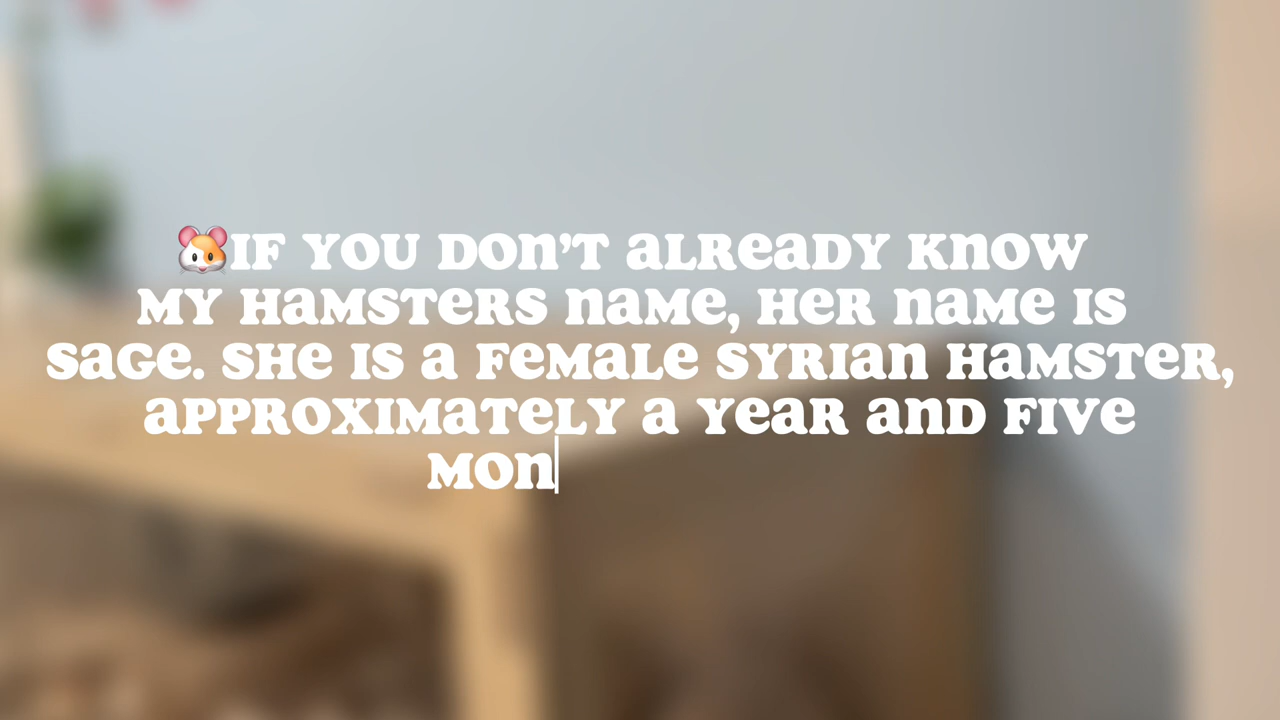 🐹IF YOU DON'T ALREADY KNOW
MY HAMSTERS NAME, HER NAME IS
SAGE. SHE IS A FEMALE SYRIAN HAMSTER,
APPROXIMATELY A YEAR AND FIVE
MON